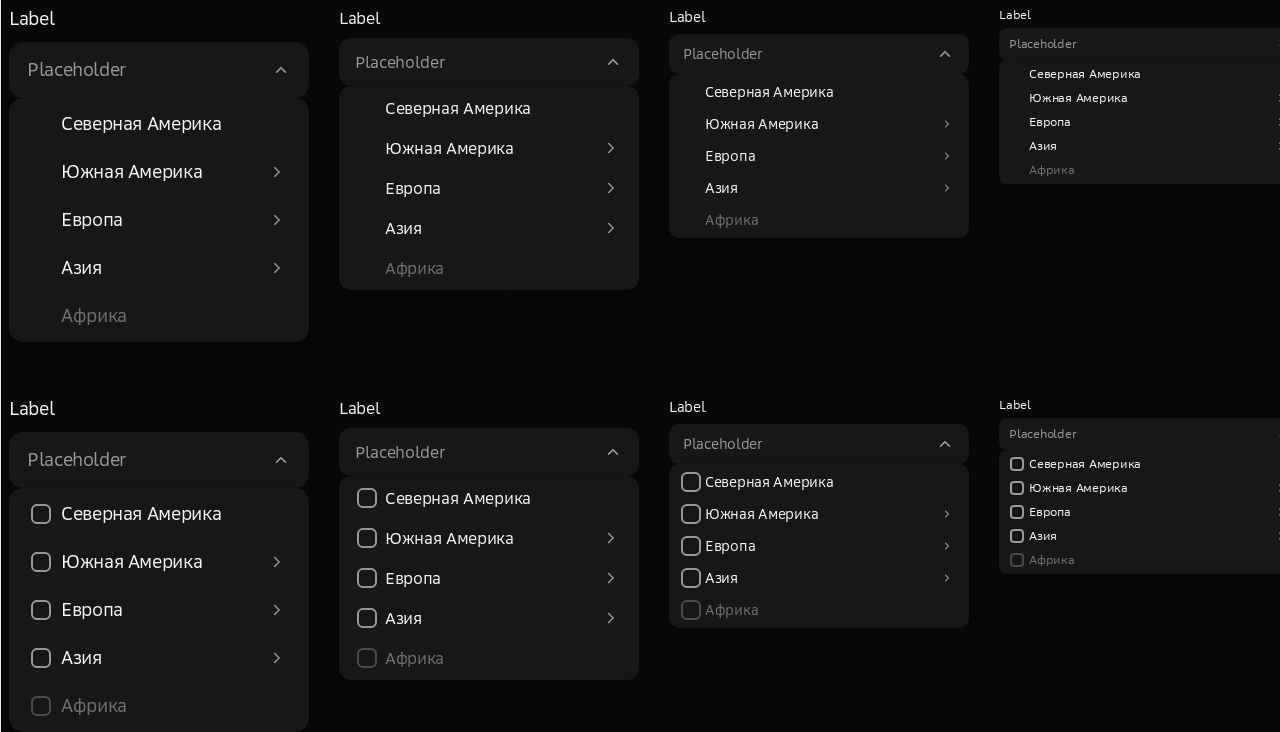 Label
Placeholder
Северная Америка
Южная Америка
Европа
Азия
Африка
Label
Placeholder
Северная Америка
Южная Америка
Европа
Азия
Африка
Label
Placeholder
Северная Америка
Южная Америка
Европа
Азия
Африка
Label
Placeholder
Северная Америка
Южная Америка
Европа
Азия
Африка
Label
Placeholder
Северная Америка
Южная Америка
Европа
Азия
Африка
Label
Placeholder
Северная Америка
Южная Америка
Европа
Азия
Африка
Label
Placeholder
Северная Америка
Южная Америка
Европа
Азия
Африка
Label
Placeholder
Северная Америка
Южная Америка
Европа
Азия
Африка